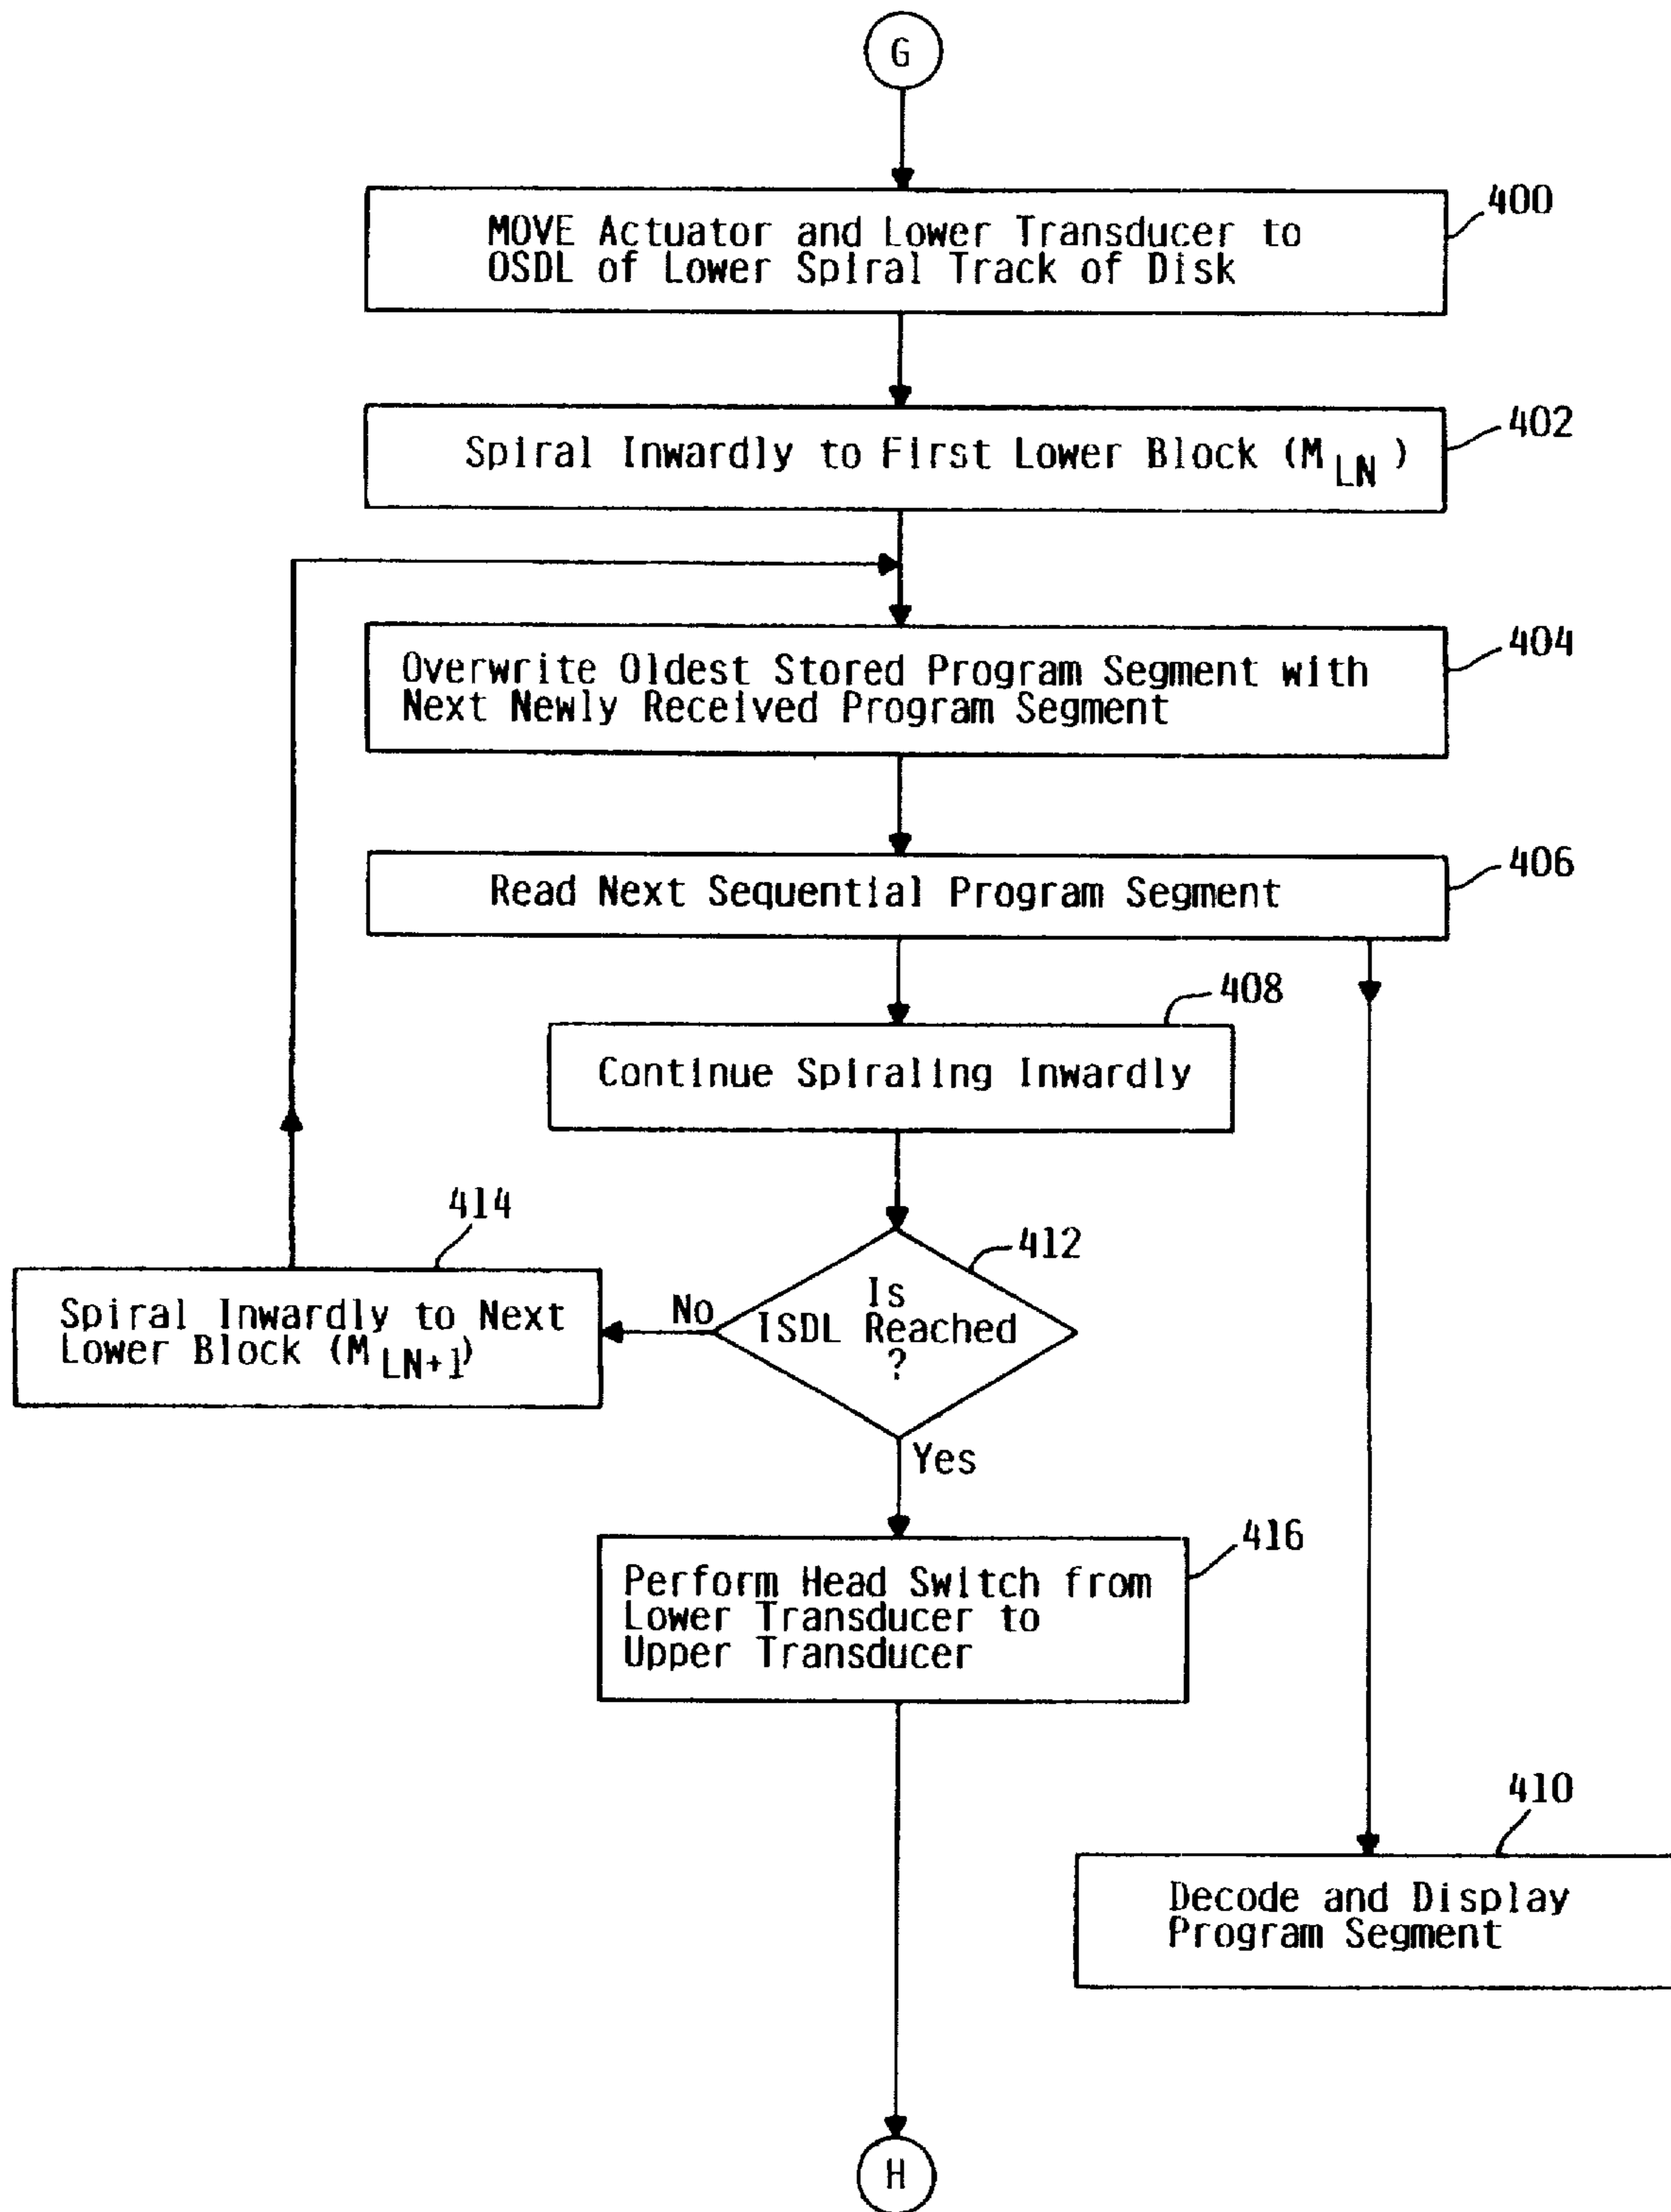 G
400
MOVE Actuator and Lower Transducer to
OSDL of Lower Spiral Track of Disk
402
Spiral Inwardly to First Lower Block (M LN )
404
Overwrite Oldest Stored Program Segment with
Next Newly Received Program Segment
406
Read Next Sequential Program Segment
408
Continue Spiraling Inwardly
414
412
Spiral Inwardly to Next
Lower Block (M LN+1)
No
Is
ISDL Reached
?
Yes
416
Perform Head Switch from
Lower Transducer to
Upper Transducer
410
Decode and Display
Program Segment
H